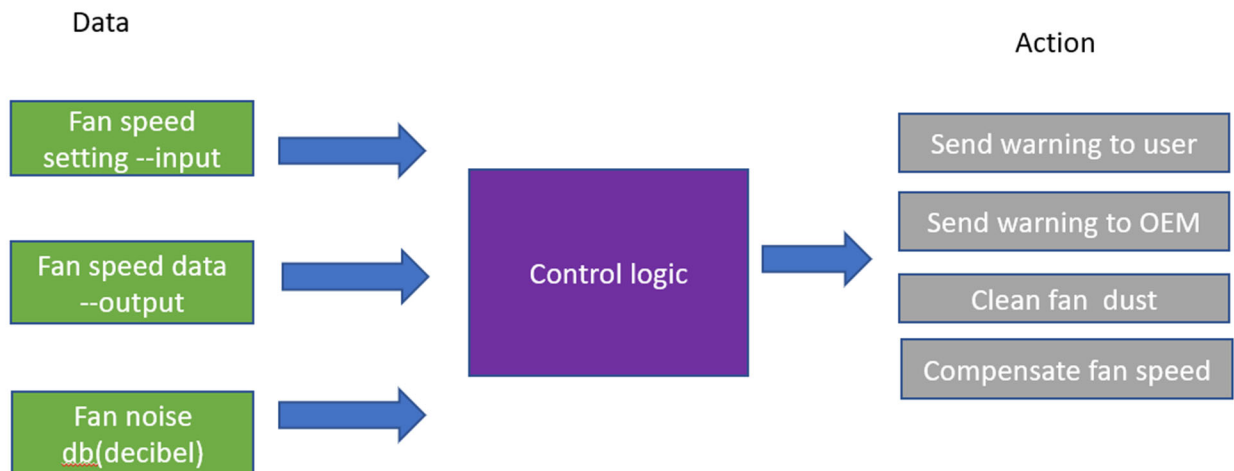 Data
Action
Fan speed
setting --input
Fan speed data
--output
Fan noise
db(decibel)
Control logic
Send warning to user
Send warning to OEM
Clean fan  dust
Compensate fan speed